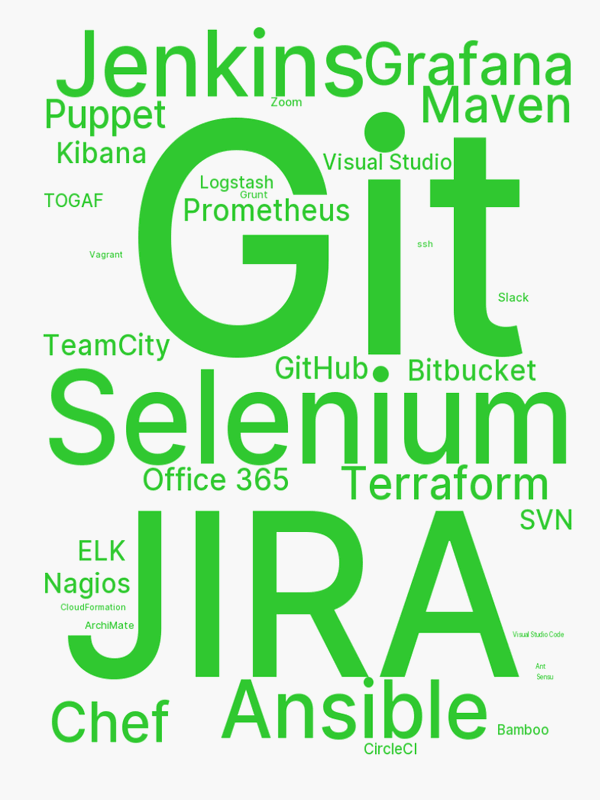 Jenkins
Grafana
Zoom
Maven
Puppet
Kibana
Visual Studio
Git
Logstash
Grunt
TOGAF
Prometheus
ssh
Vagrant
Slack
TeamCity
GitHub
Bitbucket
Selenium
Office 365
Terraform
SVN
JIRA
ELK
Nagios
CloudFormation
ArchiMate
Visual Studio Code
Ant
Chef
Ansible
Bamboo
CircleCI